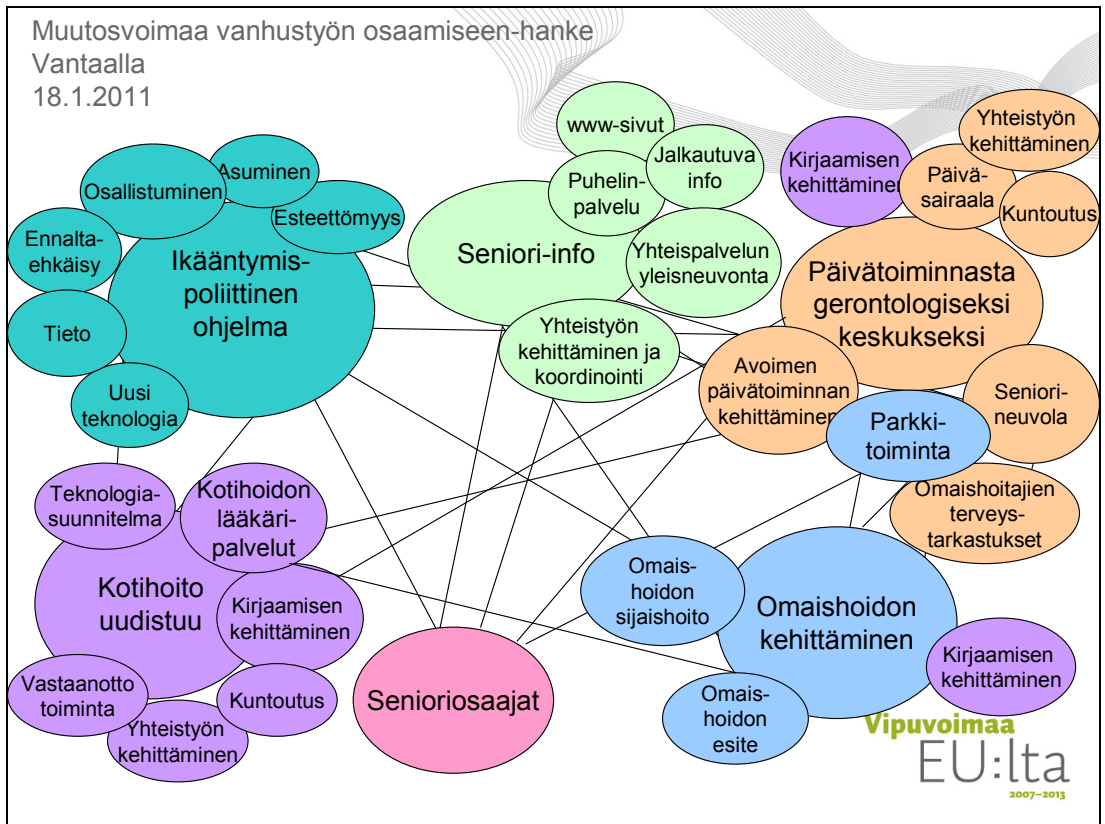 Muutosvoimaa vanhustyön osaamiseen-hanke
Vantaalla
18.1.2011
Asuminen
Osallistuminen
Esteettömyys
Ennalta-
ehkäisy
Ikääntymis-
poliittinen
ohjelma
Tieto
Uusi
teknologia
www-sivut
Jalkautuva
info
Puhelin-
palvelu
Seniori-info
Yhteispalvelun
yleisneuvonta
Yhteistyön
kehittäminen ja
koordinointi
Kirjaamisen
kehittäminen
Yhteistyön
kehittäminen
Päivä-
sairaala
Kuntoutus
Päivätoiminnasta
gerontologiseksi
keskukseksi
Avoimen
päivätoiminnan
kehittäminen
Seniori-
neuvola
Parkki-
toiminta
Omaishoitajien
terveys-
tarkastukset
Teknologia-
suunnitelma
Kotihoidon
lääkäri-
palvelut
Kotihoito
uudistuu
Kirjaamisen
kehittäminen
Vastaanotto
toiminta
Kuntoutus
Yhteistyön
kehittäminen
Senioriosaajat
Omais-
hoidon
sijaishoito
Omaishoidon
kehittäminen
Kirjaamisen
kehittäminen
Omais-
hoidon
esite
Vipuvoimaa
EU:lta
2007–2013